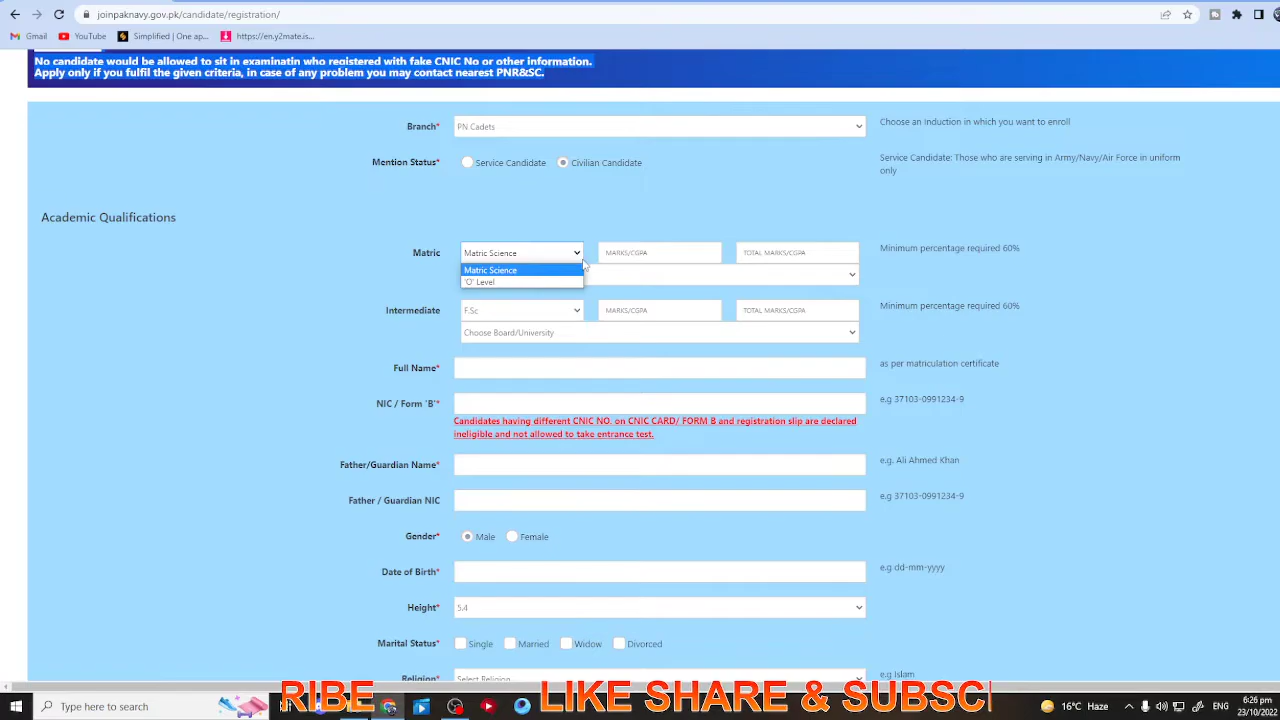 joinpaknavy.gov.pk/candidate/registration/
Gmail YouTube Simplified | One ap... https://en.y2mate.is...
No candidate would be allowed to sit in examinatin who registered with fake CNIC No or other information.
Apply only if you fulfil the given criteria, in case of any problem you may contact nearest PNR&SC.
Branch* PN Cadets Choose an Induction in which you want to enroll
Mention Status* Service Candidate Civilian Candidate Service Candidate: Those who are serving in Army/Navy/Air Force in uniform
only
Academic Qualifications
Matric Matric Science MARKS/CGPA TOTAL MARKS/CGPA Minimum percentage required 60%
Matric Science
'O' Level
Intermediate F.Sc MARKS/CGPA TOTAL MARKS/CGPA Minimum percentage required 60%
Choose Board/University
Full Name* as per matriculation certificate
NIC / Form 'B'* e.g 37103-0991234-9
Candidates having different CNIC NO. on CNIC CARD/ FORM B and registration slip are declared
ineligible and not allowed to take entrance test.
Father/Guardian Name* e.g. Ali Ahmed Khan
Father / Guardian NIC e.g 37103-0991234-9
Gender* Male Female
Date of Birth* e.g dd-mm-yyyy
Height* 5.4
Marital Status* Single Married Widow Divorced
Religion* Select Religion e.g Islam
RIBE LIKE SHARE & SUBSC
Type here to search 16°C Haze 6:26 pm
23/10/202